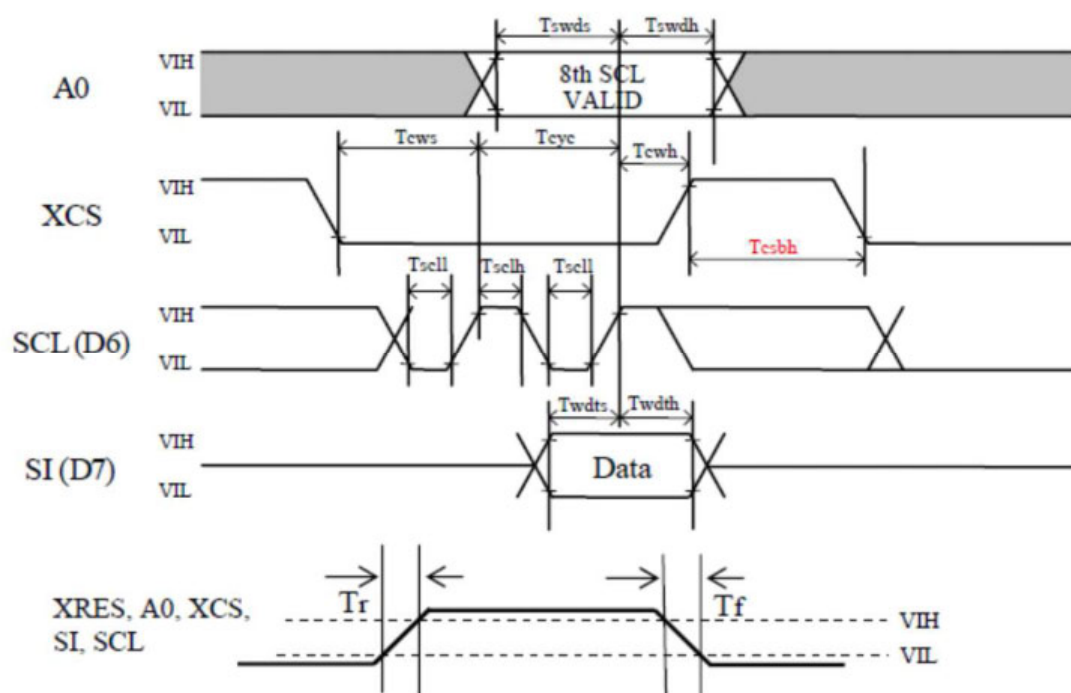 Tswds Tswdh
VIH
A0
8th SCL
VALID
VIL
Tcws Tcyc Tcwh
VIH
XCS
VIL
Tcsbh
Tscll Tsclh Tscll
VIH
SCL (D6)
VIL
Twdts Twdth
VIH
SI (D7)
Data
VIL
XRES, A0, XCS,
SI, SCL
Tr
Tf
VIH
VIL